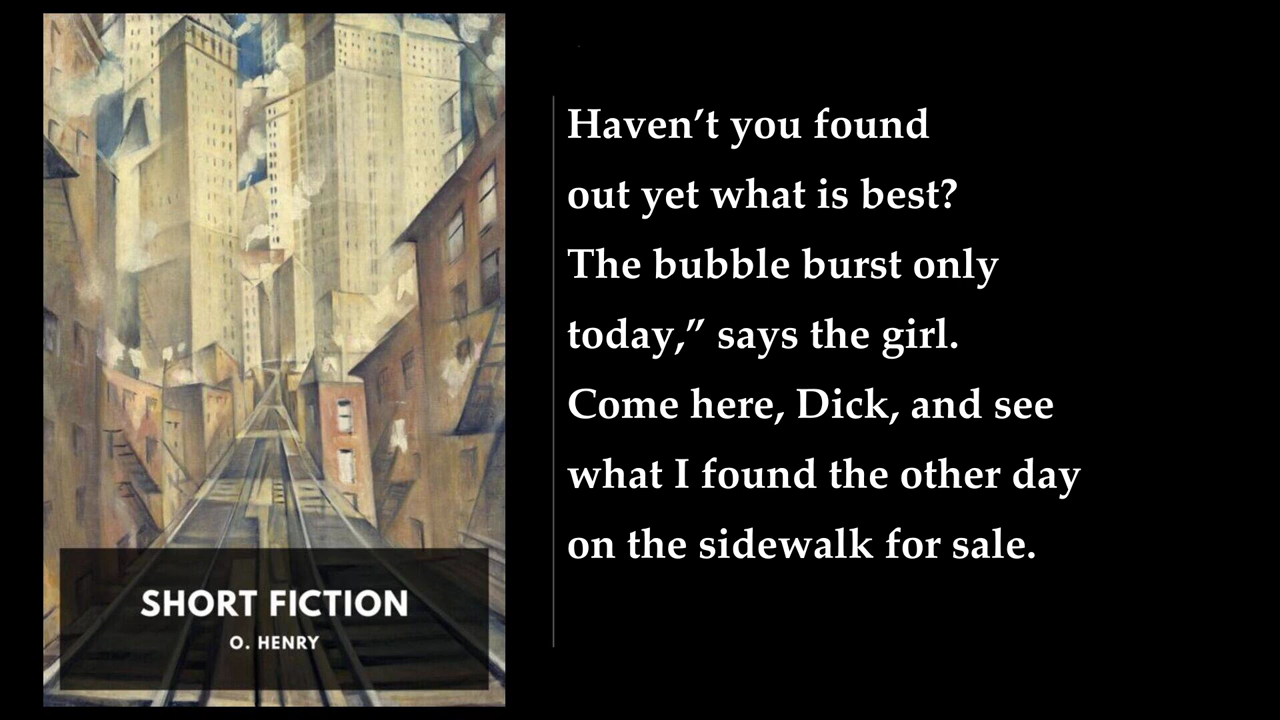 SHORT FICTION
O. HENRY
Haven’t you found
out yet what is best?
The bubble burst only
today,” says the girl.
Come here, Dick, and see
what I found the other day
on the sidewalk for sale.